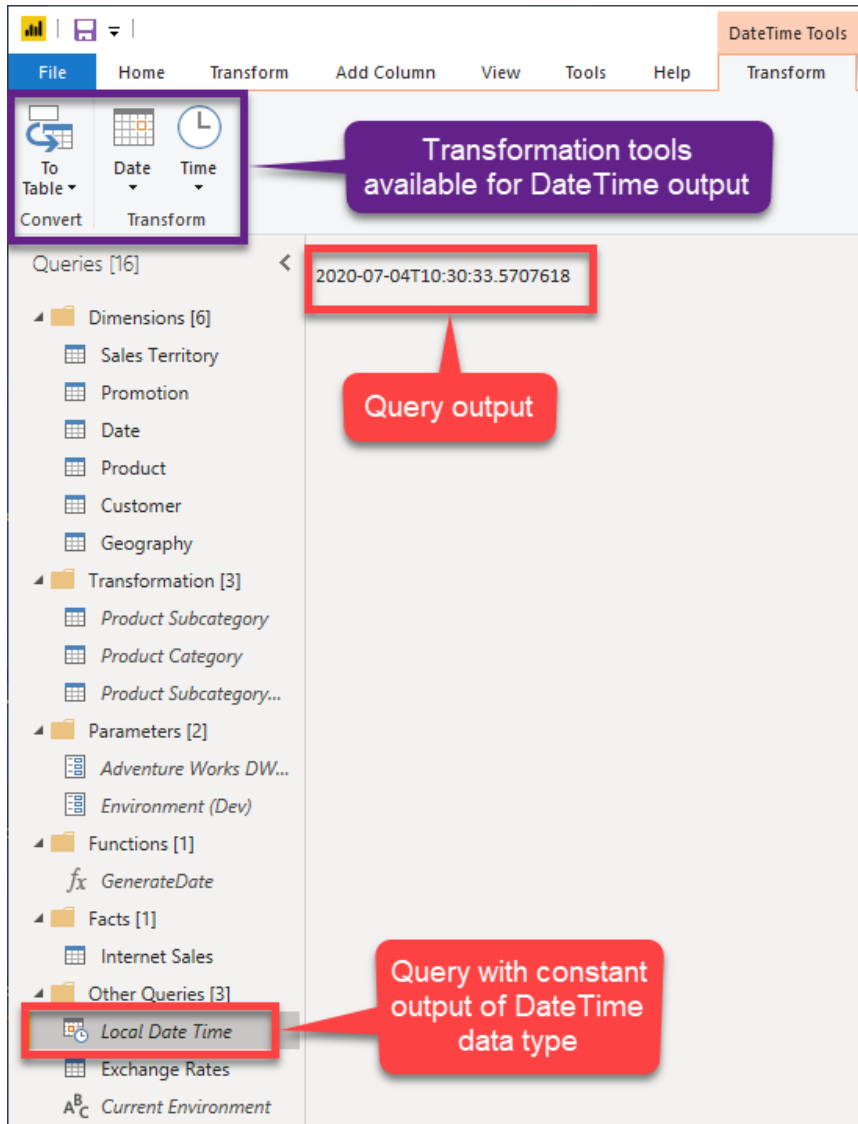 DateTime Tools
File Home Transform Add Column View Tools Help Transform
To Table
Date
Time
Convert Transform
Transformation tools
available for DateTime output
Queries [16]
2020-07-04T10:30:33.5707618
Query output
Dimensions [6]
Sales Territory
Promotion
Date
Product
Customer
Geography
Transformation [3]
Product Subcategory
Product Category
Product Subcategory...
Parameters [2]
Adventure Works DW...
Environment (Dev)
Functions [1]
fx GenerateDate
Facts [1]
Internet Sales
Other Queries [3]
Query with constant
output of DateTime
data type
Local Date Time
Exchange Rates
ABC Current Environment